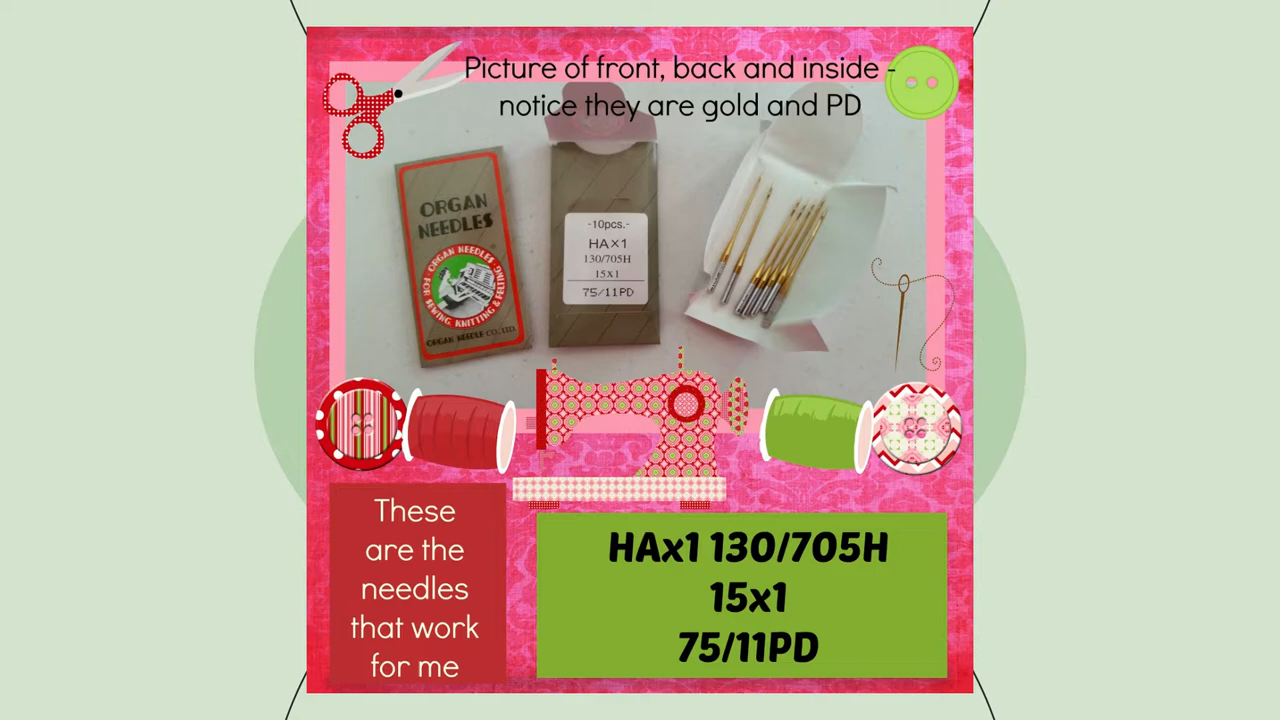 Picture of front, back and inside -
notice they are gold and PD
ORGAN
NEEDLES
ORGAN NEEDLES
FOR SEWING, KNITTING & FELTING
ORGAN NEEDLE CO., LTD.
-10pcs.-
HA×1
130/705H
15X1
75/11PD
These
are the
needles
that work
for me
HAx1 130/705H
15x1
75/11PD